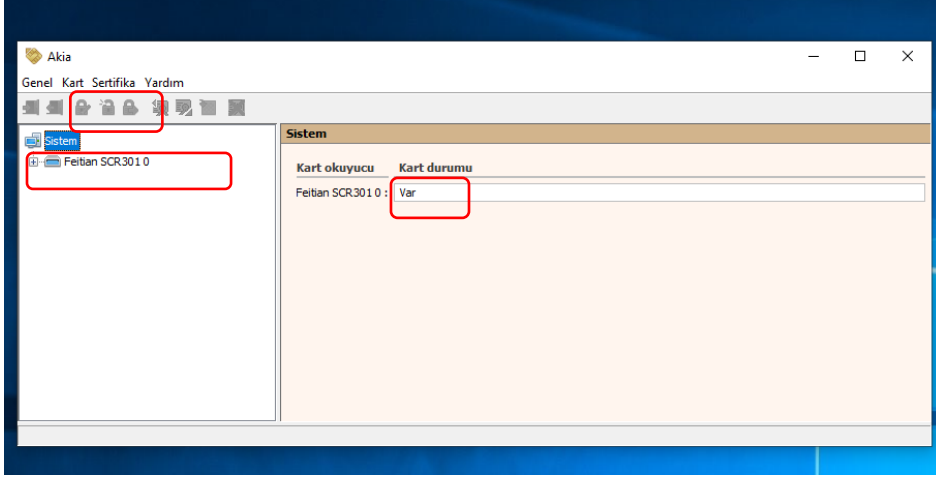 Akia
Genel Kart Sertifika Yardım
Sistem
Feitian SCR301 0
Sistem
Kart okuyucu Kart durumu
Feitian SCR301 0 : Var